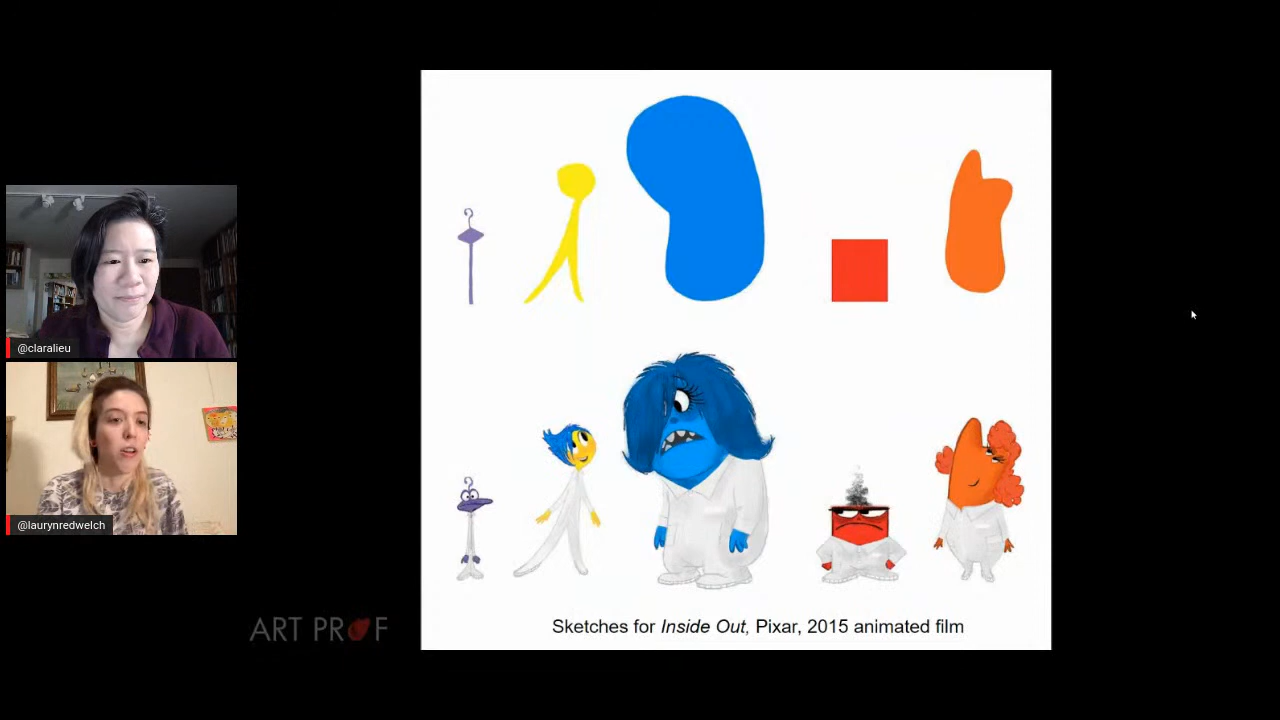 @claralieu
@laurynredwelch
ART PROF
Sketches for Inside Out, Pixar, 2015 animated film